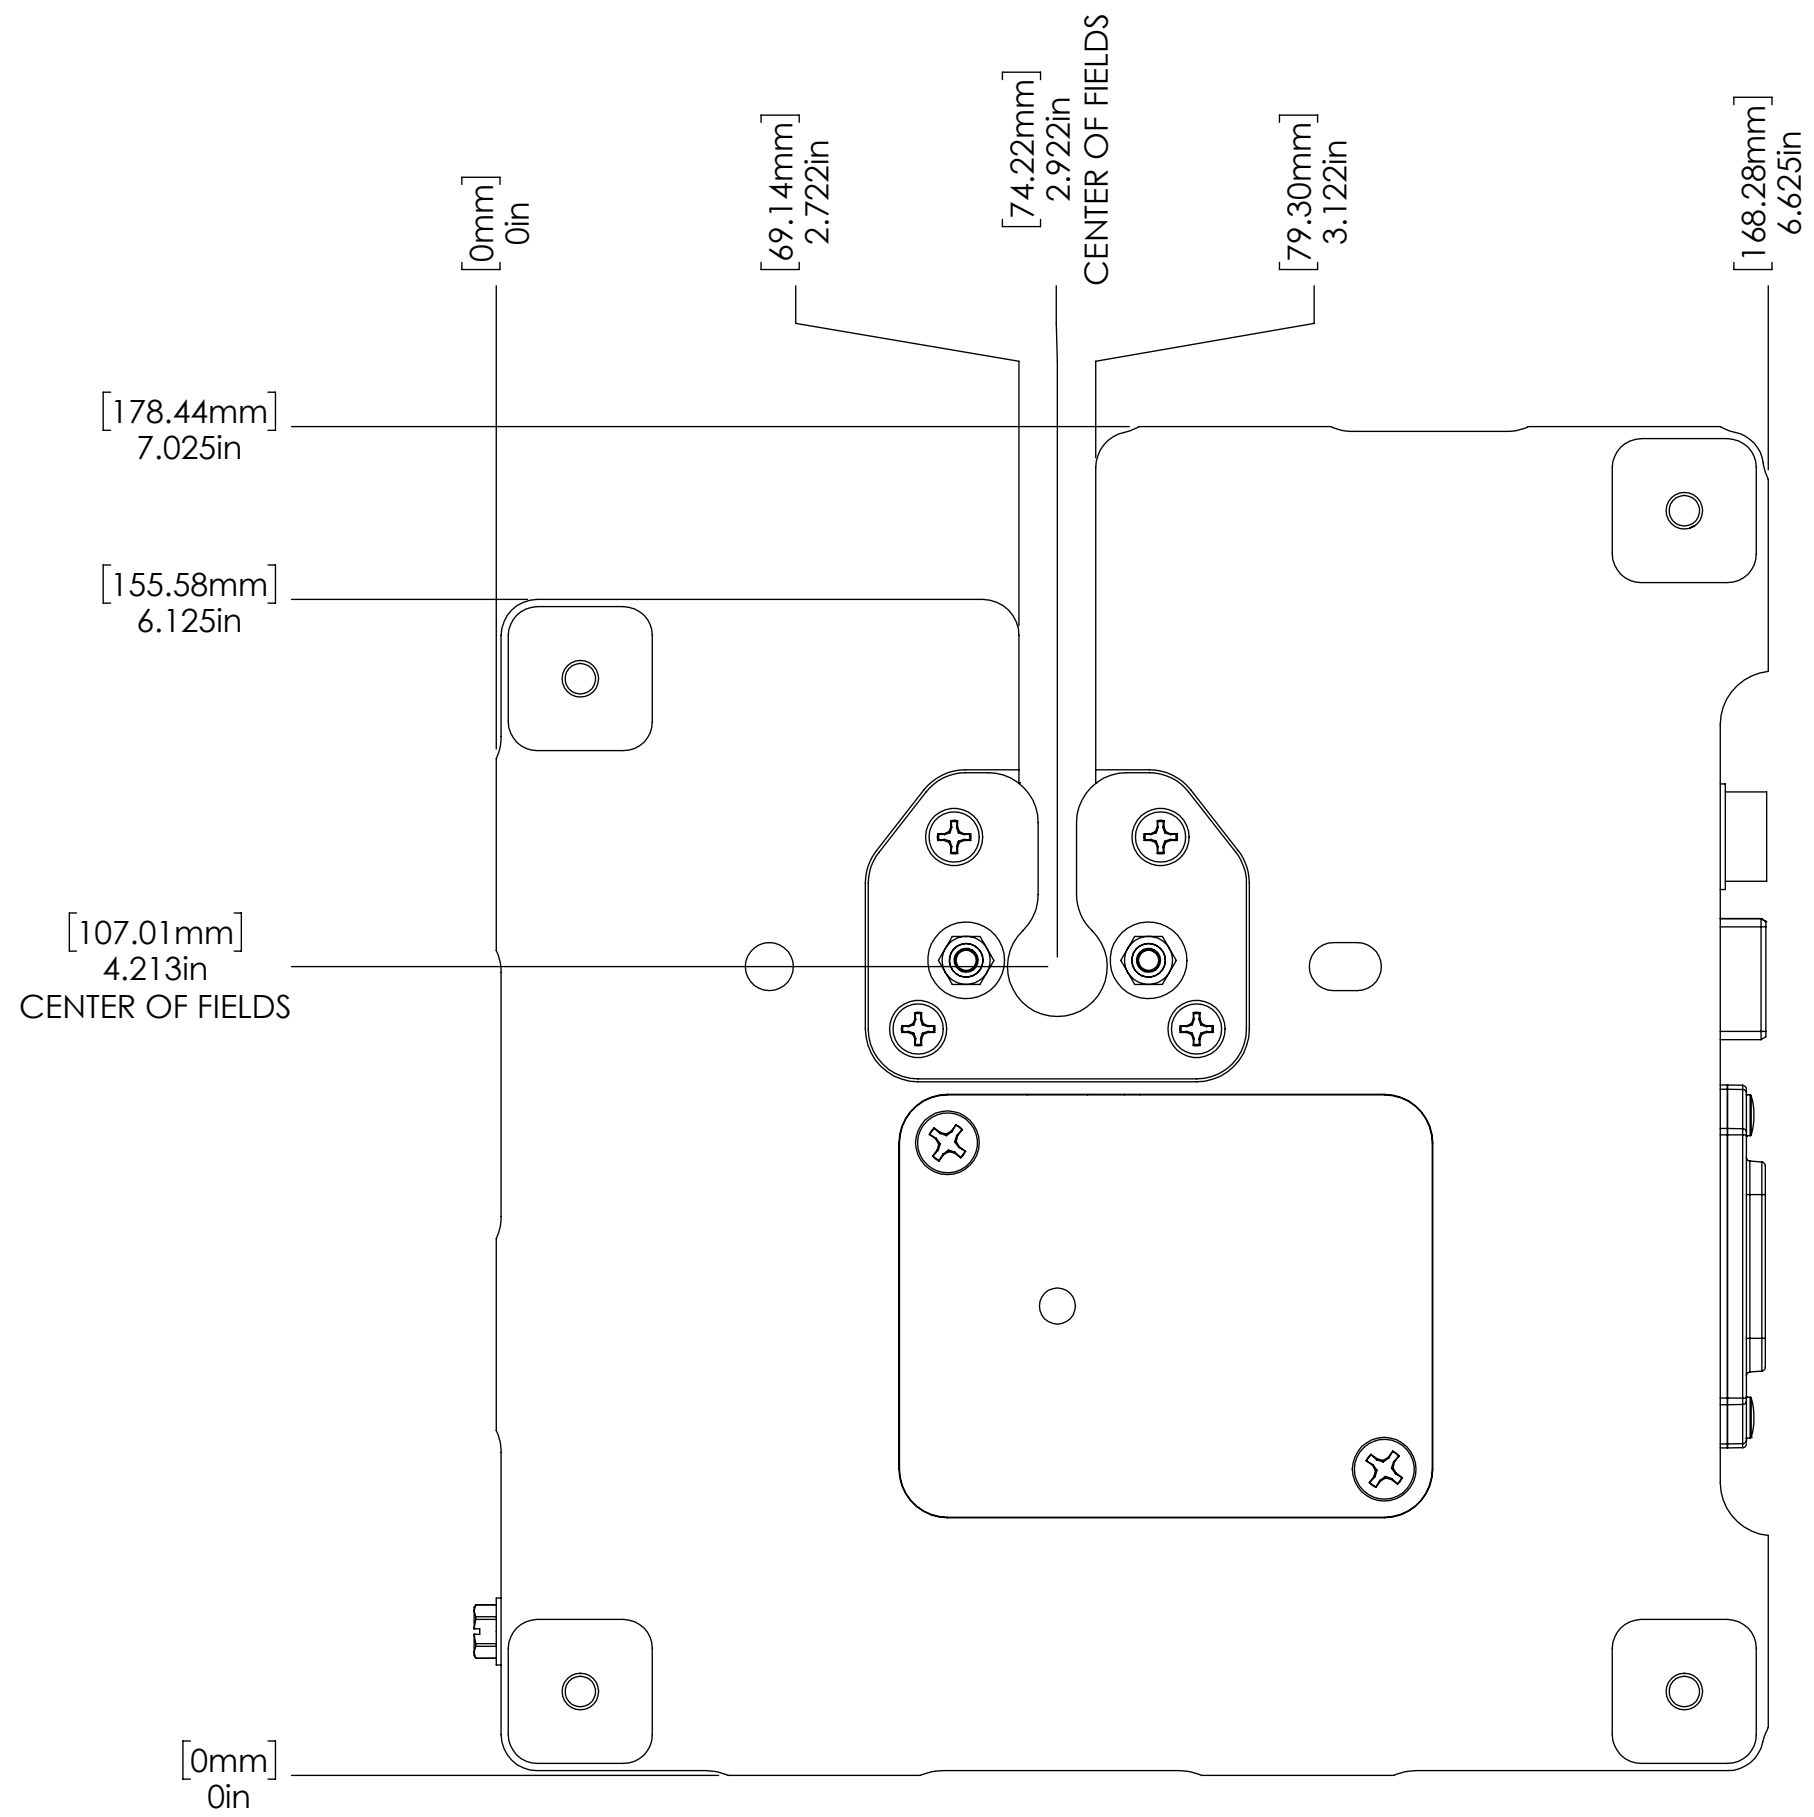 [0mm]
0in
[69.14mm]
2.722in
[74.22mm]
2.922in
CENTER OF FIELDS
[79.30mm]
3.122in
[168.28mm]
6.625in
[178.44mm]
7.025in
[155.58mm]
6.125in
[107.01mm]
4.213in
CENTER OF FIELDS
[0mm]
0in